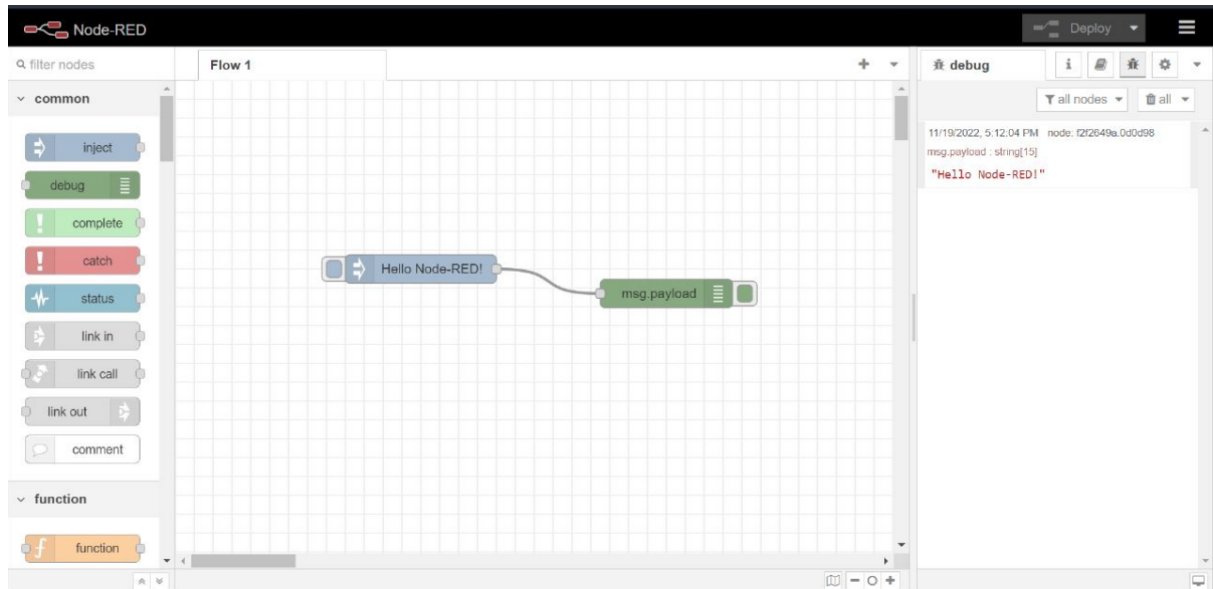 Node-RED
Deploy
filter nodes
Flow 1
debug
i
all nodes
all
common
inject
debug
complete
catch
status
link in
link call
link out
comment
function
function
Hello Node-RED!
msg.payload
11/19/2022, 5:12:04 PM node: f2f2649a.0d0d98
msg.payload : string[15]
"Hello Node-RED!"